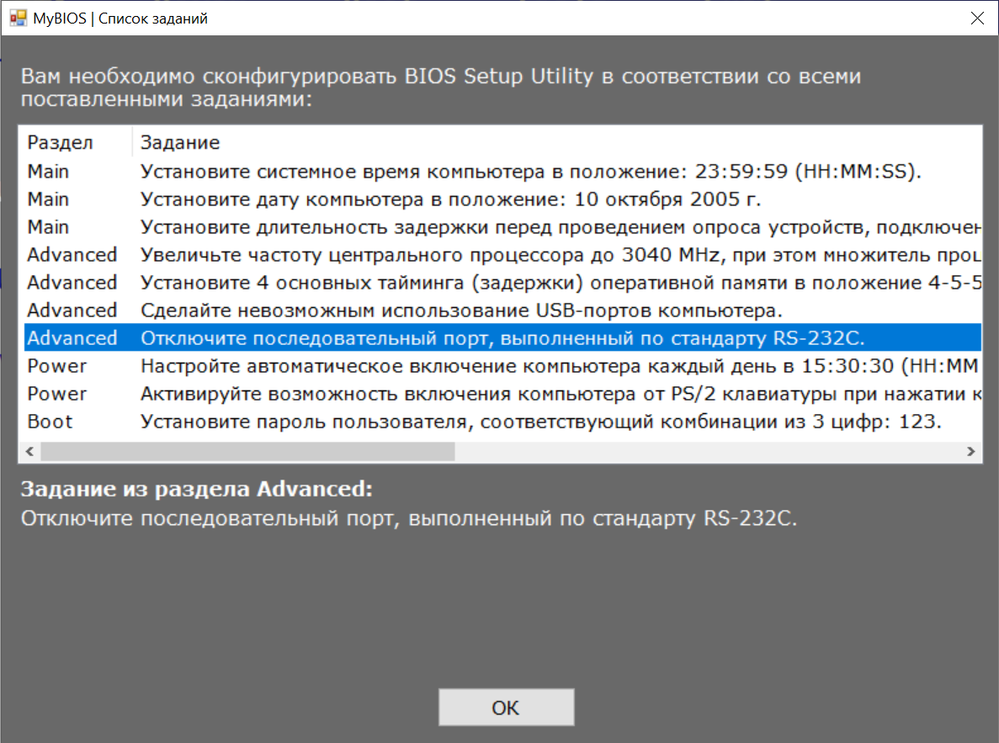 MyBIOS | Список заданий
Вам необходимо сконфигурировать BIOS Setup Utility в соответствии со всеми
поставленными заданиями:
Раздел Задание
Main Установите системное время компьютера в положение: 23:59:59 (HH:MM:SS).
Main Установите дату компьютера в положение: 10 октября 2005 г.
Main Установите длительность задержки перед проведением опроса устройств, подключен
Advanced Увеличьте частоту центрального процессора до 3040 MHz, при этом множитель проц
Advanced Установите 4 основных тайминга (задержки) оперативной памяти в положение 4-5-5
Advanced Сделайте невозможным использование USB-портов компьютера.
Advanced Отключите последовательный порт, выполненный по стандарту RS-232C.
Power Настройте автоматическое включение компьютера каждый день в 15:30:30 (HH:MM
Power Активируйте возможность включения компьютера от PS/2 клавиатуры при нажатии к
Boot Установите пароль пользователя, соответствующий комбинации из 3 цифр: 123.
Задание из раздела Advanced:
Отключите последовательный порт, выполненный по стандарту RS-232C.
OK